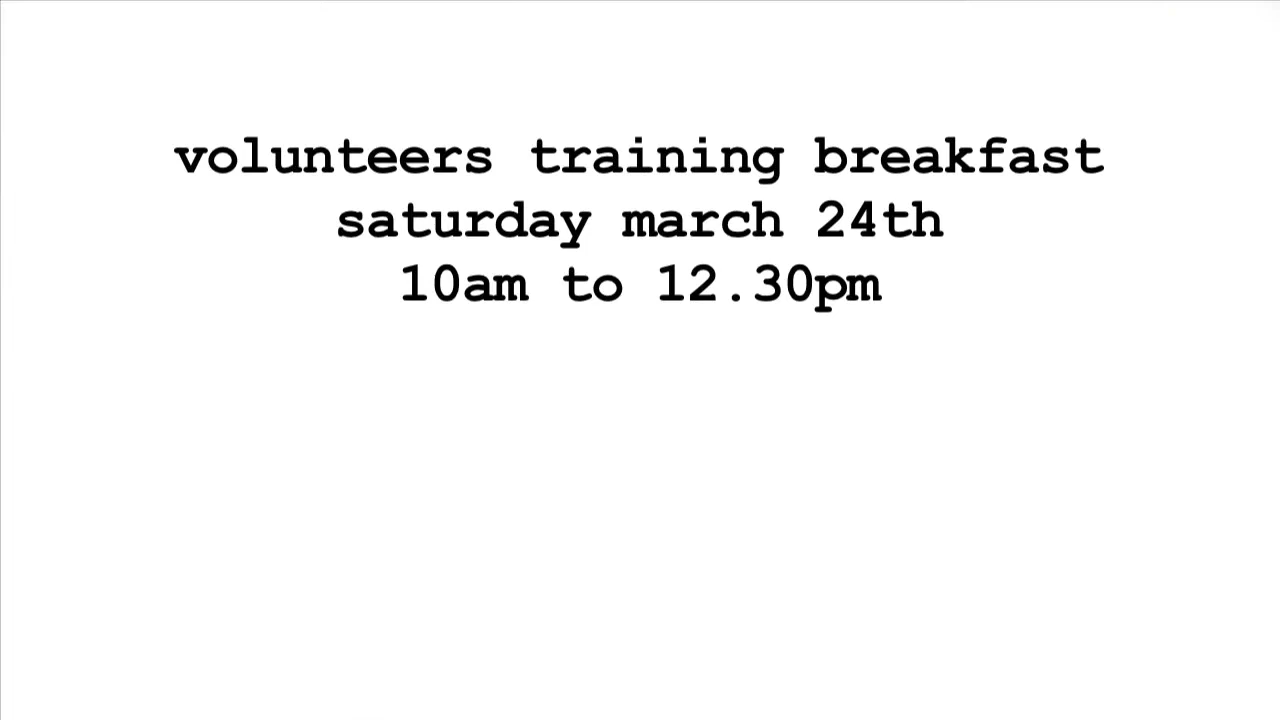 volunteers training breakfast
saturday march 24th
10am to 12.30pm